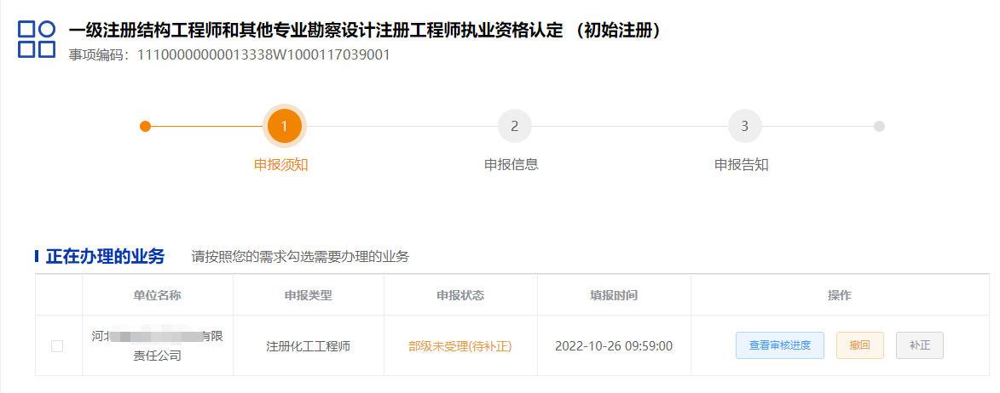 一级注册结构工程师和其他专业勘察设计注册工程师执业资格认定 （初始注册）
事项编码：11100000000013338W1000117039001
1 2 3
申报须知 申报信息 申报告知
正在办理的业务 请按照您的需求勾选需要办理的业务
单位名称 申报类型 申报状态 填报时间 操作
河北 有限
责任公司 注册化工工程师 部级未受理(待补正) 2022-10-26 09:59:00 查看审核进度 撤回 补正